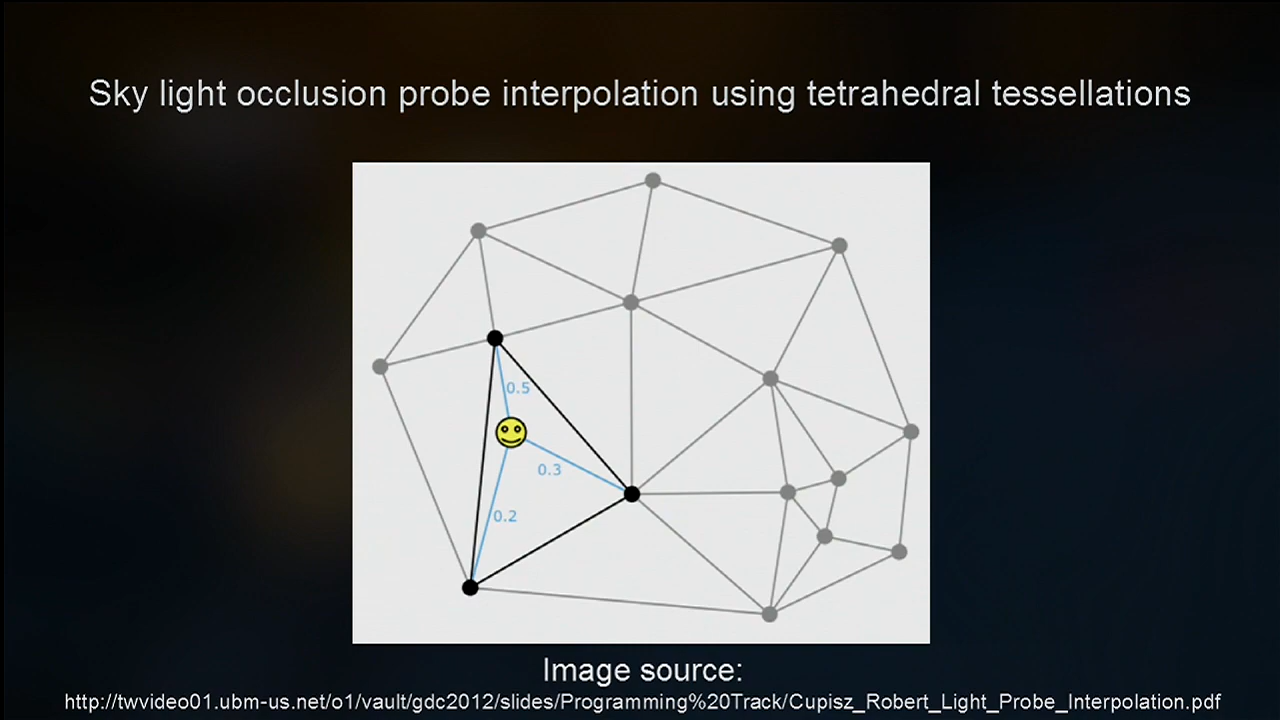 Sky light occlusion probe interpolation using tetrahedral tessellations
0.5
0.3
0.2
Image source:
http://twvideo01.ubm-us.net/o1/vault/gdc2012/slides/Programming%20Track/Cupisz_Robert_Light_Probe_Interpolation.pdf